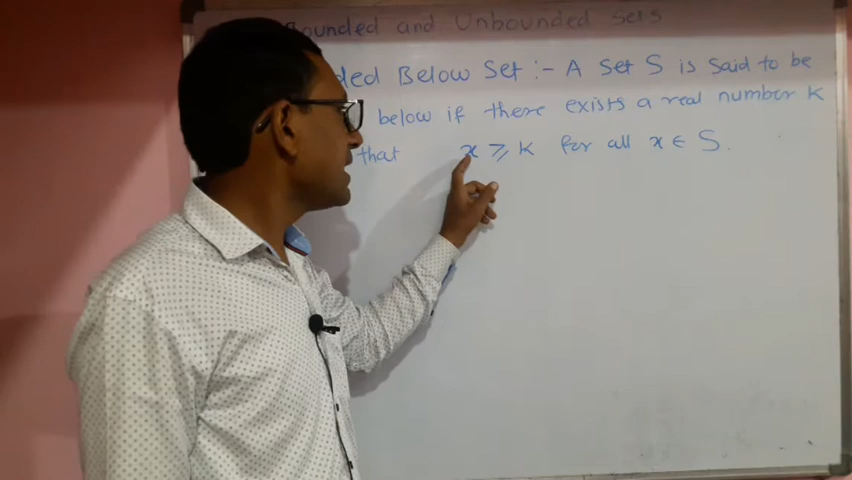 Bounded and Unbounded Sets
ded Below Set :- A Set S is said to be
below if there exists a real number K
that x ⩾ K for all x ∈ S.